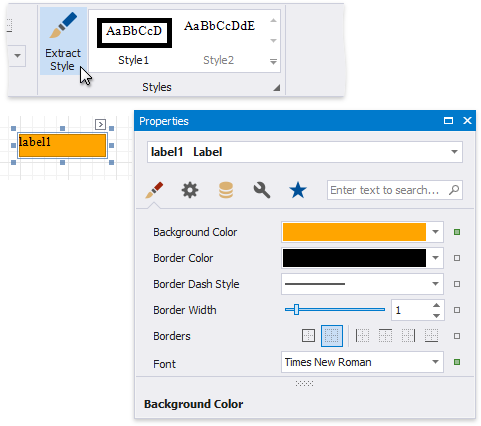 Extract
Style
AaBbCcD
Style1
AaBbCcDdE
Style2
Styles
label1
Properties
label1 Label
Enter text to search...
Background Color
Border Color
Border Dash Style
Border Width
1
Borders
Font
Times New Roman
Background Color